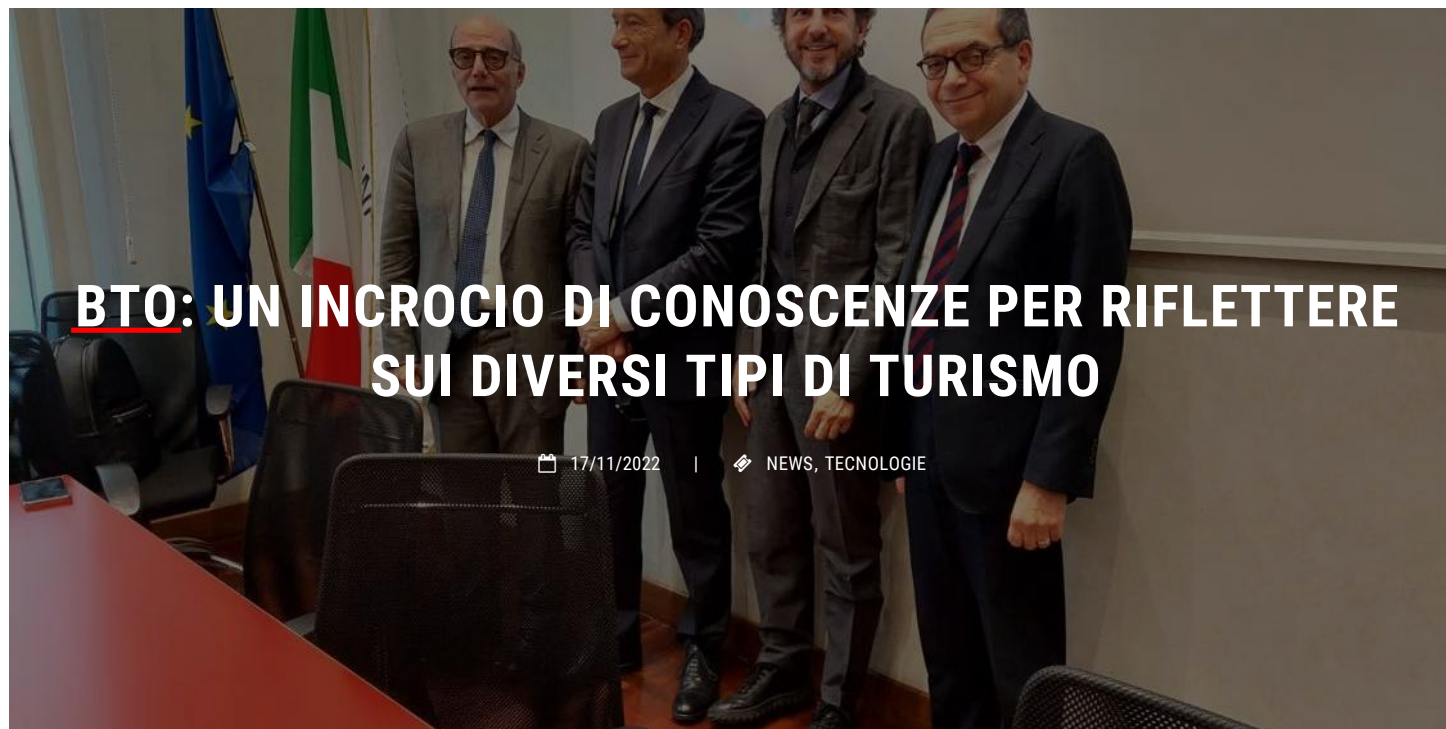 BTO: UN INCROCIO DI CONOSCENZE PER RIFLETTERE
SUI DIVERSI TIPI DI TURISMO
17/11/2022 | NEWS, TECNOLOGIE